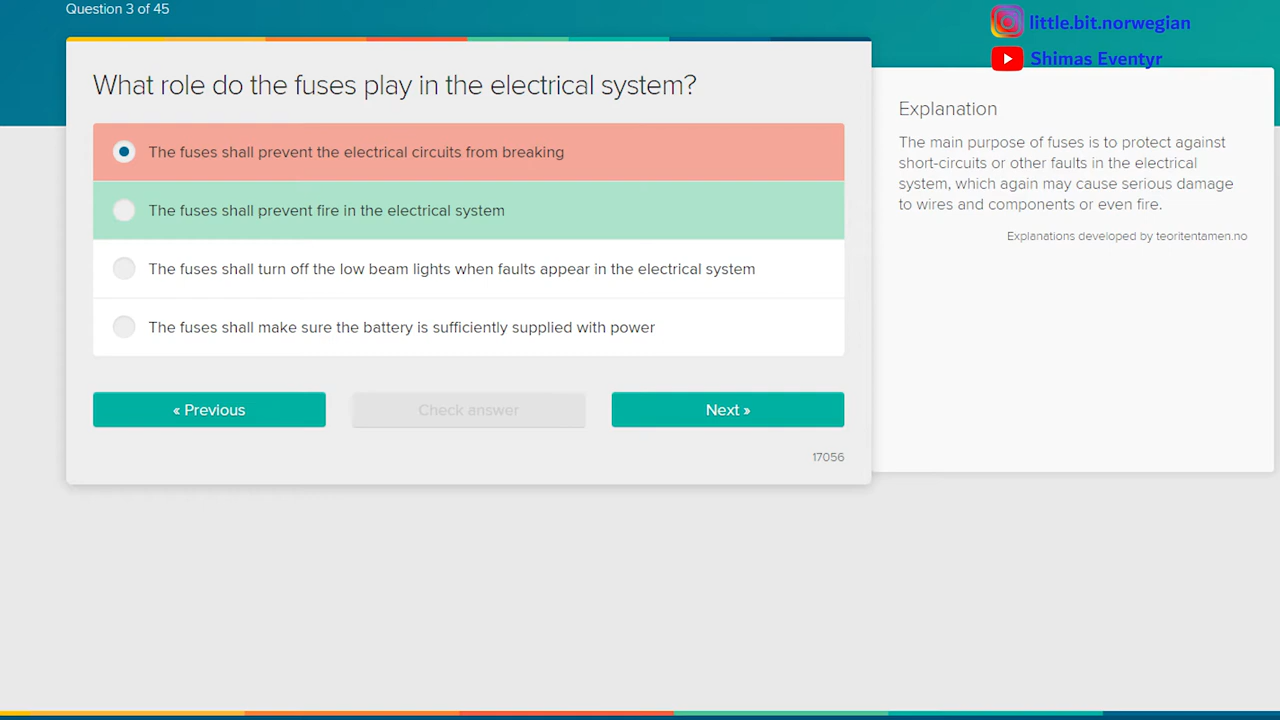 Question 3 of 45
little.bit.norwegian
Shimas Eventyr
What role do the fuses play in the electrical system?
The fuses shall prevent the electrical circuits from breaking
The fuses shall prevent fire in the electrical system
The fuses shall turn off the low beam lights when faults appear in the electrical system
The fuses shall make sure the battery is sufficiently supplied with power
« Previous
Check answer
Next »
17056
Explanation
The main purpose of fuses is to protect against
short-circuits or other faults in the electrical
system, which again may cause serious damage
to wires and components or even fire.
Explanations developed by teoritentamen.no